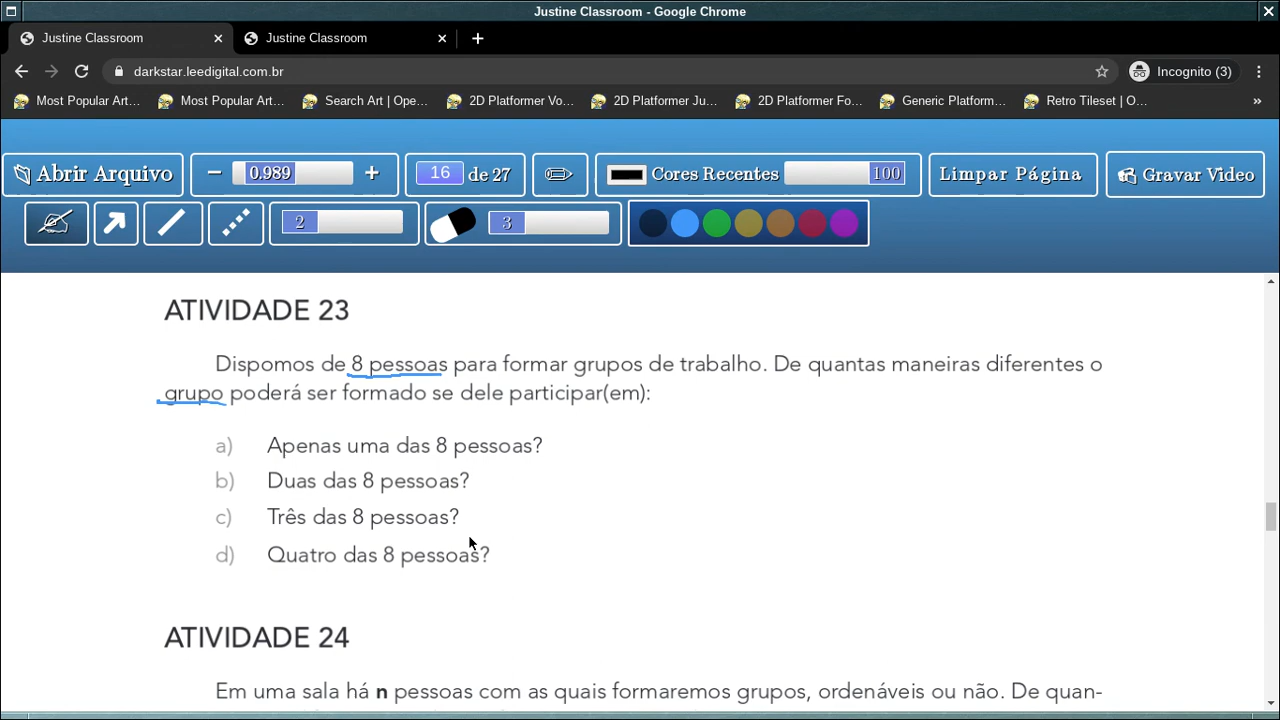 Justine Classroom - Google Chrome
Justine Classroom
Justine Classroom
darkstar.leedigital.com.br
Incognito (3)
Most Popular Art...
Most Popular Art...
Search Art | Ope...
2D Platformer Vo...
2D Platformer Ju...
2D Platformer Fo...
Generic Platform...
Retro Tileset | O...
»
Abrir Arquivo
− 0.989 +
16 de 27
Cores Recentes 100
Limpar Página
Gravar Video
2
3
ATIVIDADE 23
Dispomos de 8 pessoas para formar grupos de trabalho. De quantas maneiras diferentes o
grupo poderá ser formado se dele participar(em):
a) Apenas uma das 8 pessoas?
b) Duas das 8 pessoas?
c) Três das 8 pessoas?
d) Quatro das 8 pessoas?
ATIVIDADE 24
Em uma sala há n pessoas com as quais formaremos grupos, ordenáveis ou não. De quan-